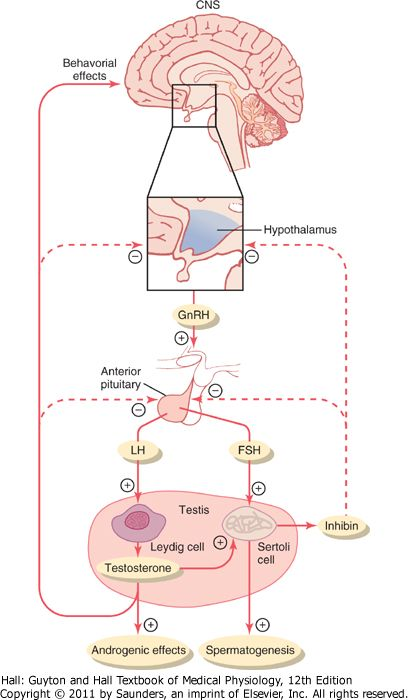 CNS
Behavorial
effects
Hypothalamus
−
−
GnRH
+
Anterior
pituitary
−
−
LH
FSH
+
+
Testis
Leydig cell
+
Sertoli
cell
Inhibin
Testosterone
+
+
Androgenic effects
Spermatogenesis
Hall: Guyton and Hall Textbook of Medical Physiology, 12th Edition
Copyright © 2011 by Saunders, an imprint of Elsevier, Inc. All rights reserved.